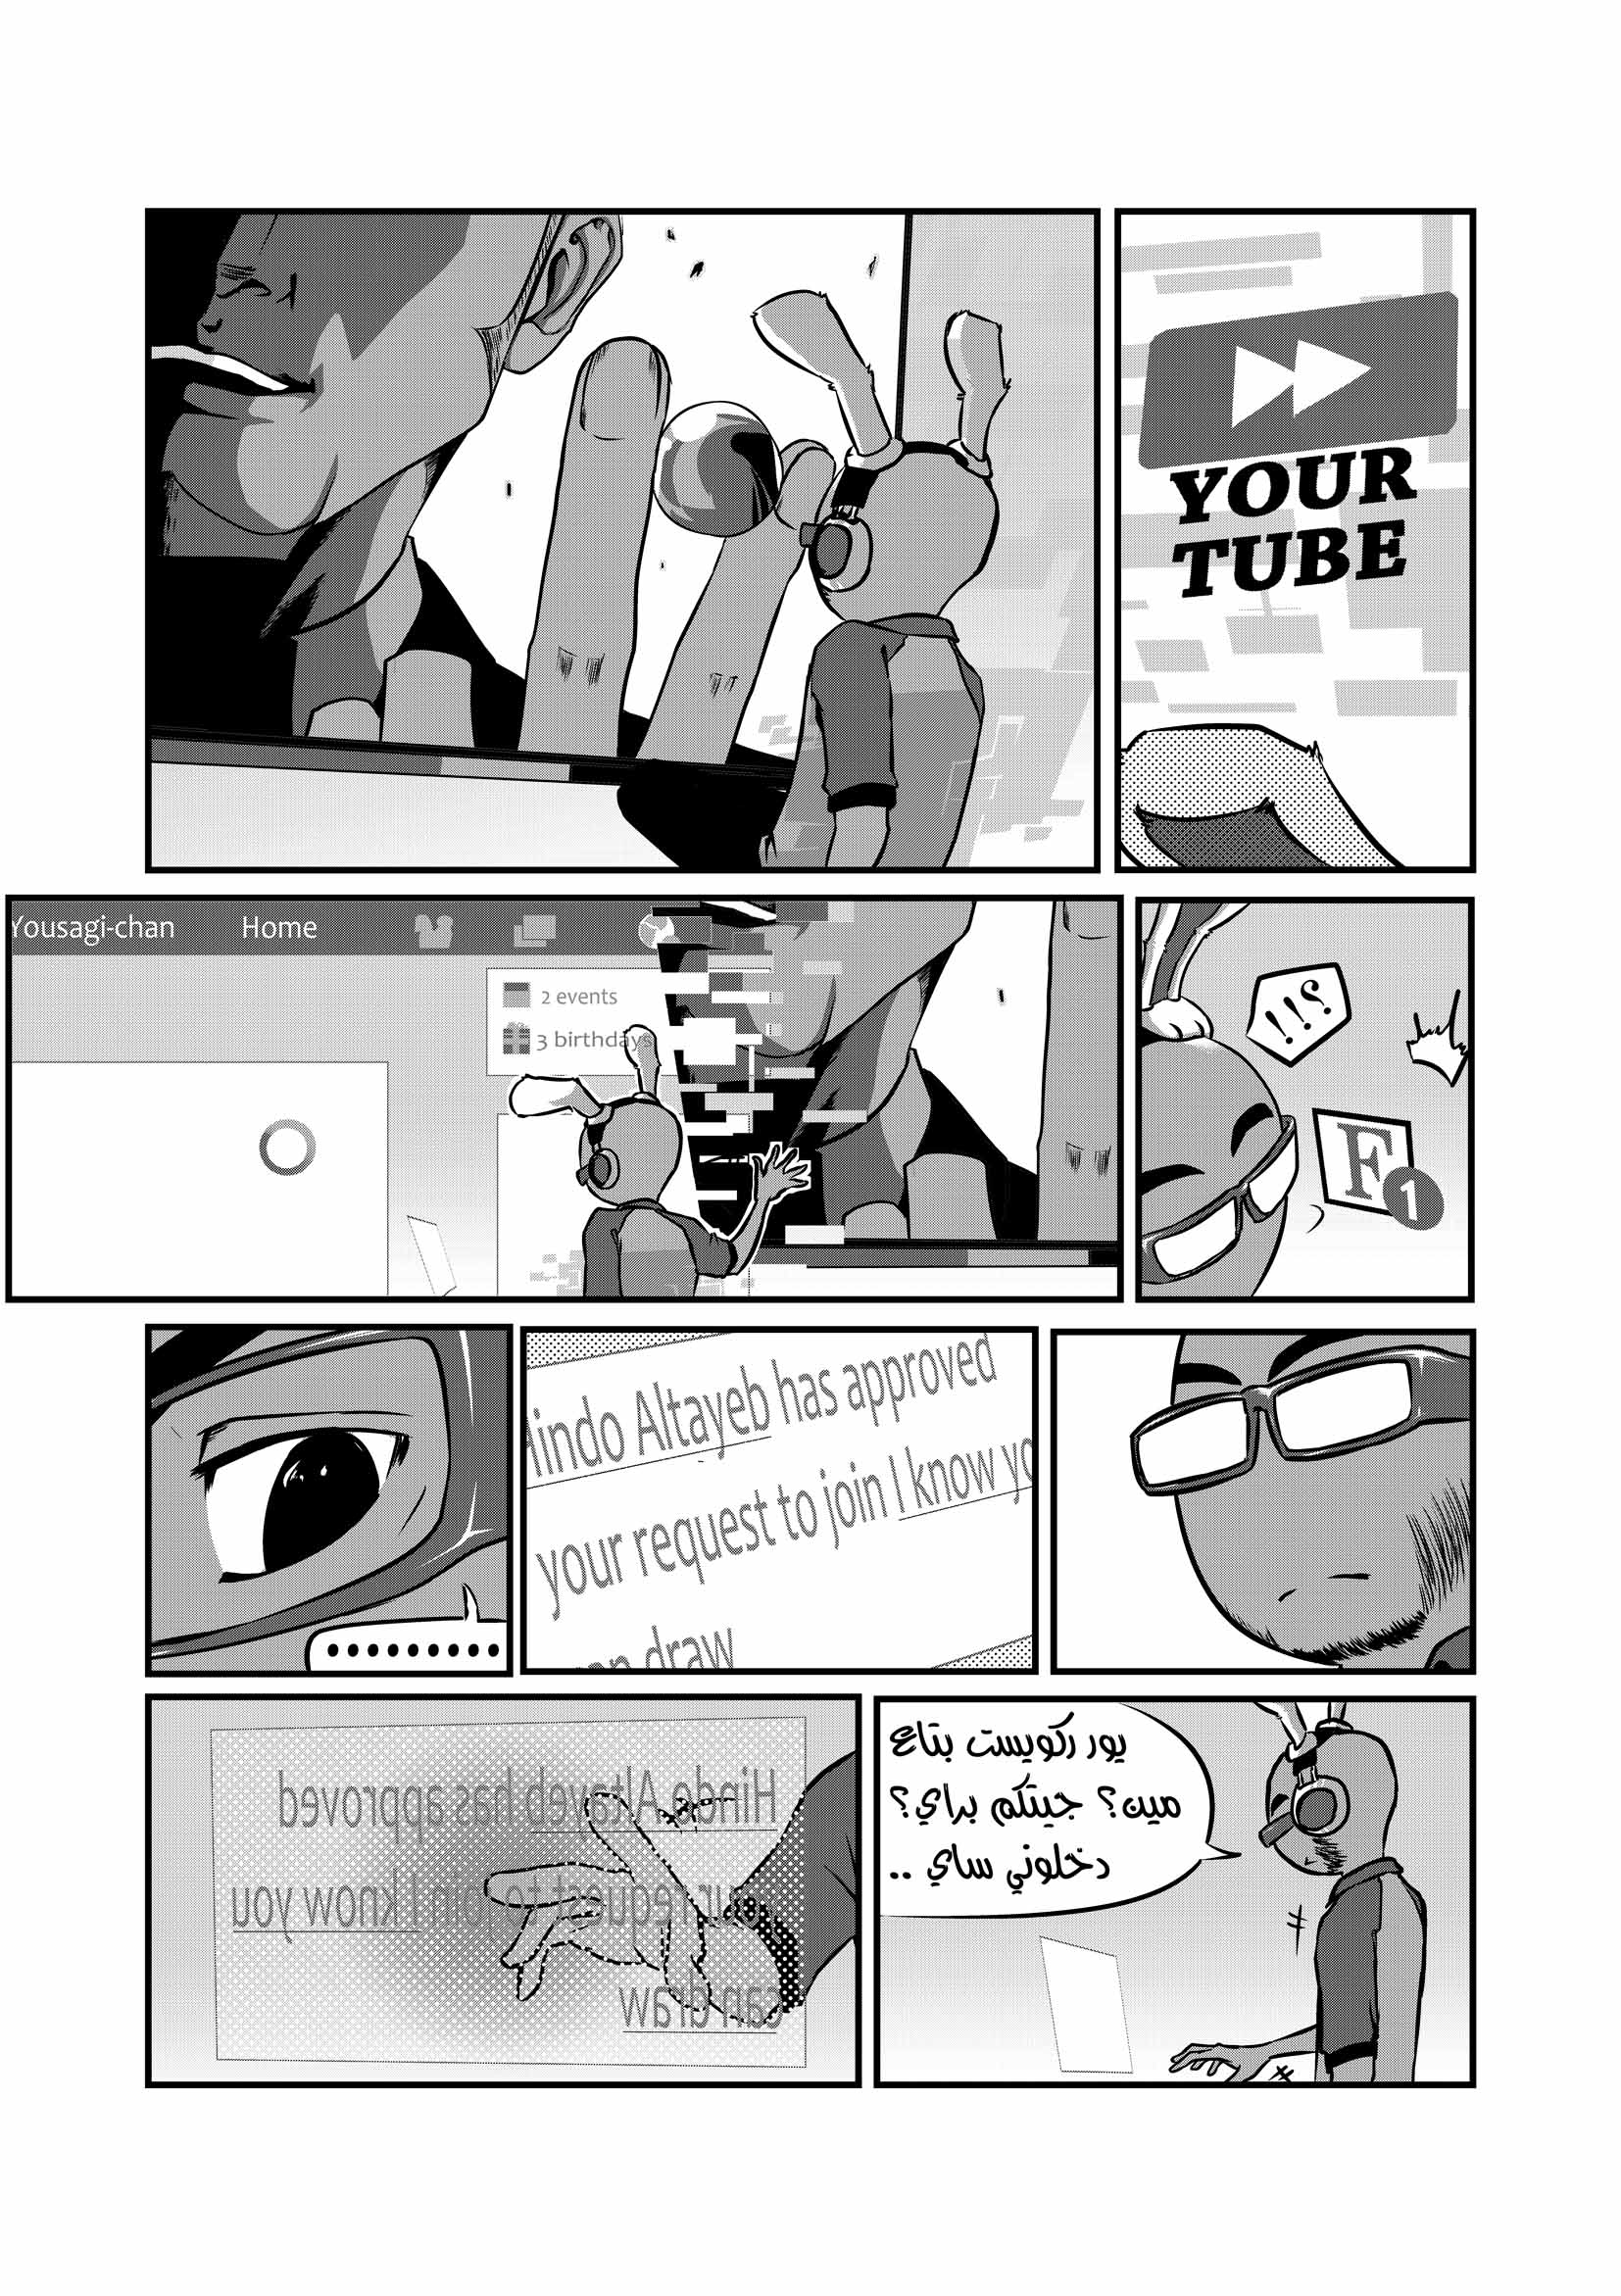 YOUR
TUBE
؟!!
F
1
Yousagi-chan
Home
2 events
3 birthdays
Hindo Altayeb has approved
your request to join I know yo
can draw
.........
يور ركويست بتاع
مين؟ جيتكم براي؟
دخلوني ساي ..
Hindo Altayeb has approved
your request to join I know you
can draw